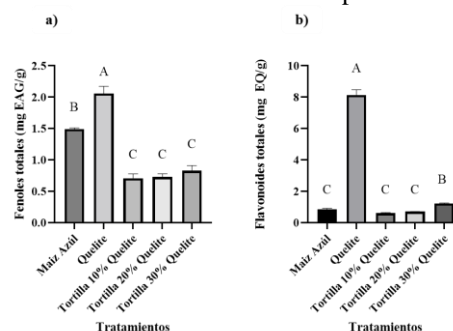 a)
Fenoles totales (mg EAG/g)
2.5
2.0
1.5
1.0
0.5
0.0
B
A
C
C
C
Maiz Azúl
Quelite
Tortilla 10% Quelite
Tortilla 20% Quelite
Tortilla 30% Quelite
Tratamientos
b)
Flavonoides totales (mg EQ/g)
10
8
6
4
2
0
C
A
C
C
B
Maiz Azúl
Quelite
Tortilla 10% Quelite
Tortilla 20% Quelite
Tortilla 30% Quelite
Tratamientos